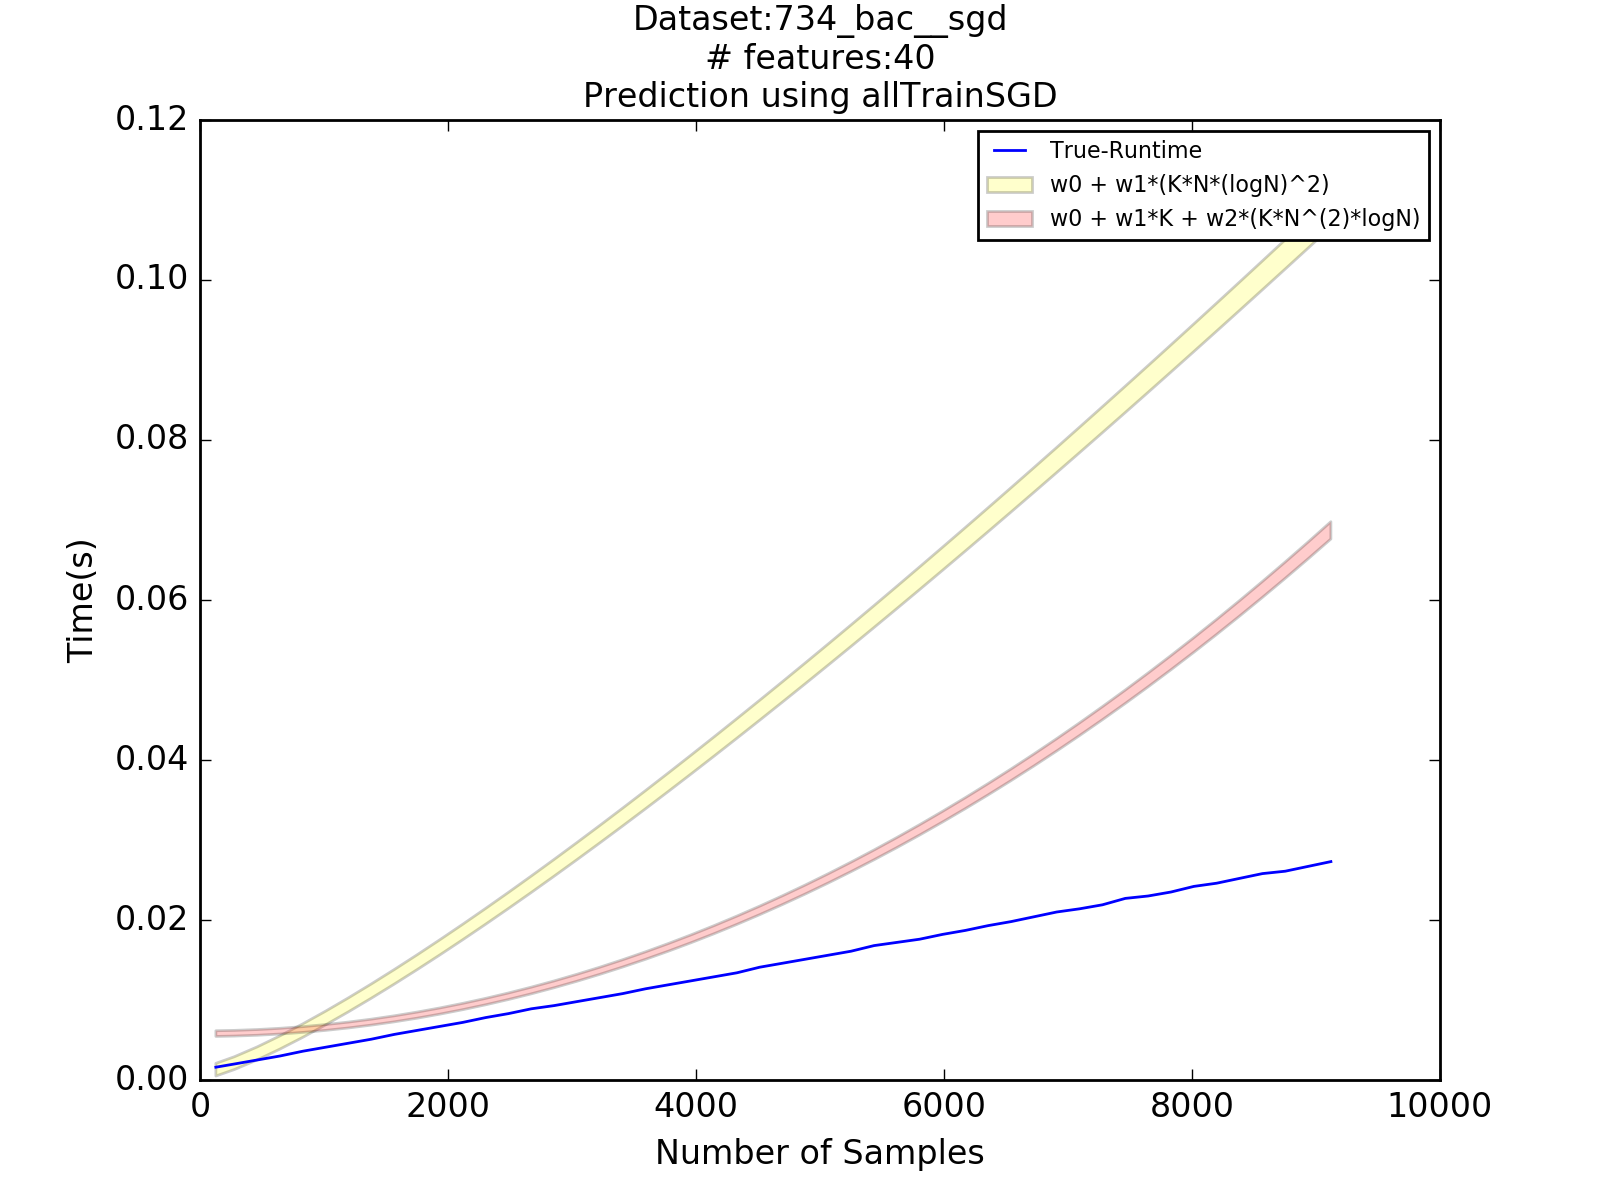 Dataset:734_bac__sgd
# features:40
Prediction using allTrainSGD
0.12
0.10
0.08
0.06
0.04
0.02
0.00
Time(s)
True-Runtime
w0 + w1*(K*N*(logN)^2)
w0 + w1*K + w2*(K*N^(2)*logN)
0 2000 4000 6000 8000 10000
Number of Samples